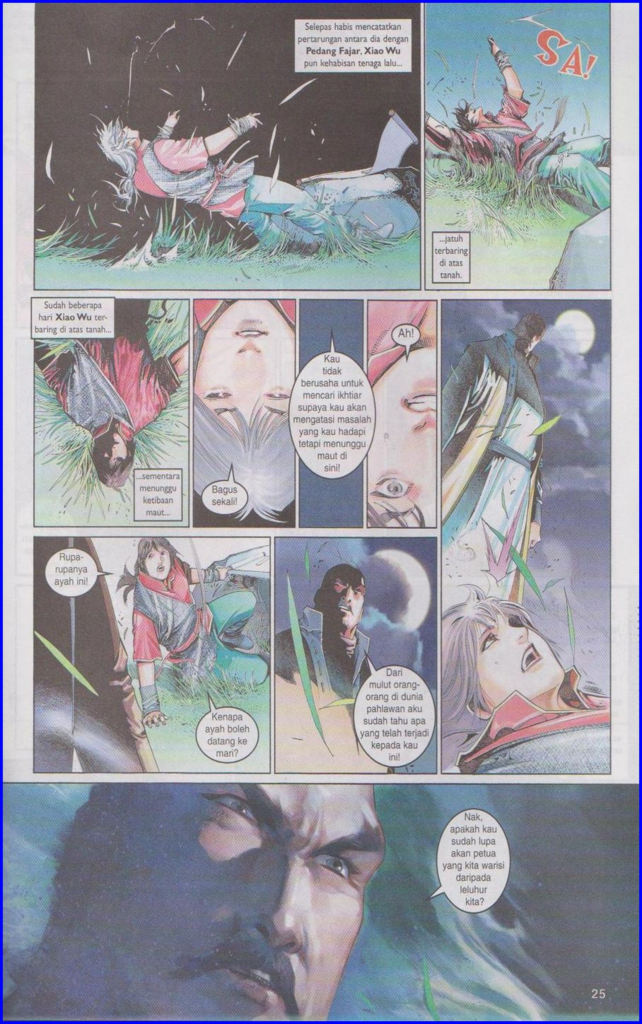 Selepas habis mencatatkan
pertarungan antara dia dengan
Pedang Fajar, Xiao Wu
pun kehabisan tenaga lalu...
SA!
...jatuh
terbaring
di atas
tanah.
Sudah beberapa
hari Xiao Wu ter-
baring di atas tanah...
...sementara
menunggu
ketibaan
maut...
Bagus
sekali!
Kau
tidak
berusaha untuk
mencari ikhtiar
supaya kau akan
mengatasi masalah
yang kau hadapi
tetapi menunggu
maut di
sini!
Ah!
Rupa-
rupanya
ayah ini!
Kenapa
ayah boleh
datang ke
mari?
Dari
mulut orang-
orang di dunia
pahlawan aku
sudah tahu apa
yang telah terjadi
kepada kau
ini!
Nak,
apakah kau
sudah lupa
akan petua
yang kita warisi
daripada
leluhur
kita?
25